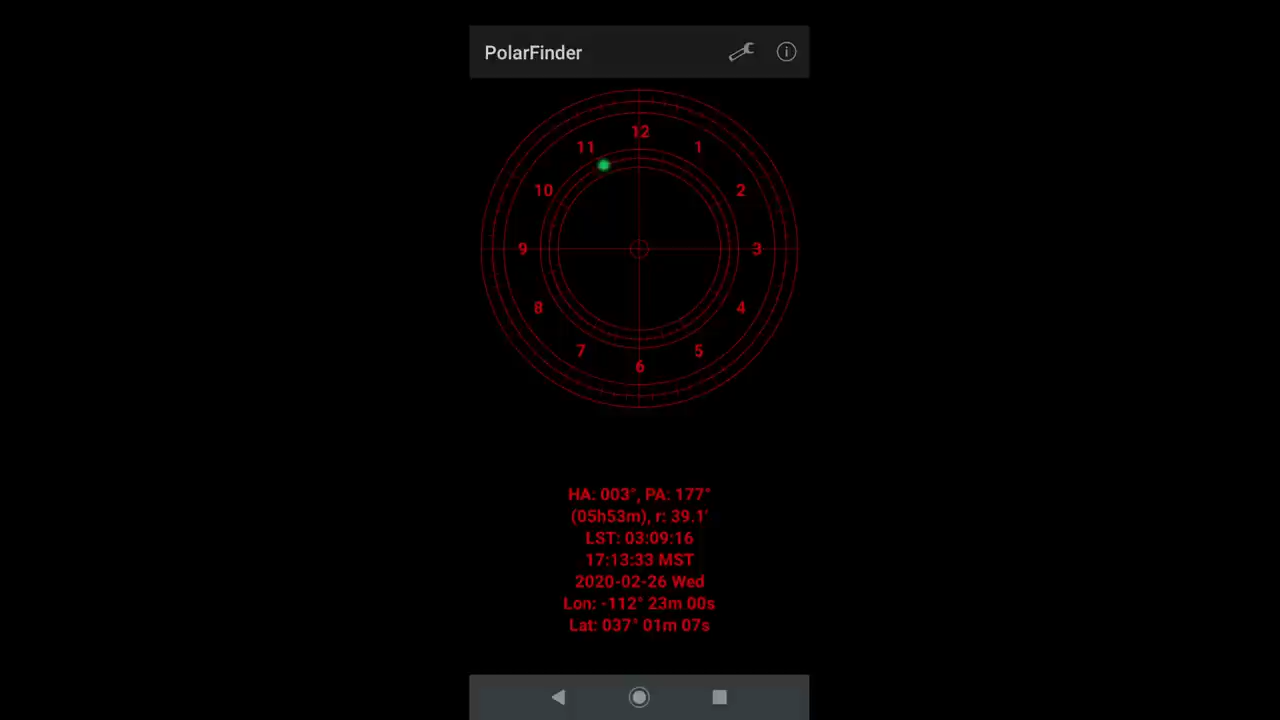 PolarFinder
12
11
1
10
2
9
3
8
4
7
5
6
HA: 003°, PA: 177°
(05h53m), r: 39.1'
LST: 03:09:16
17:13:33 MST
2020-02-26 Wed
Lon: -112° 23m 00s
Lat: 037° 01m 07s